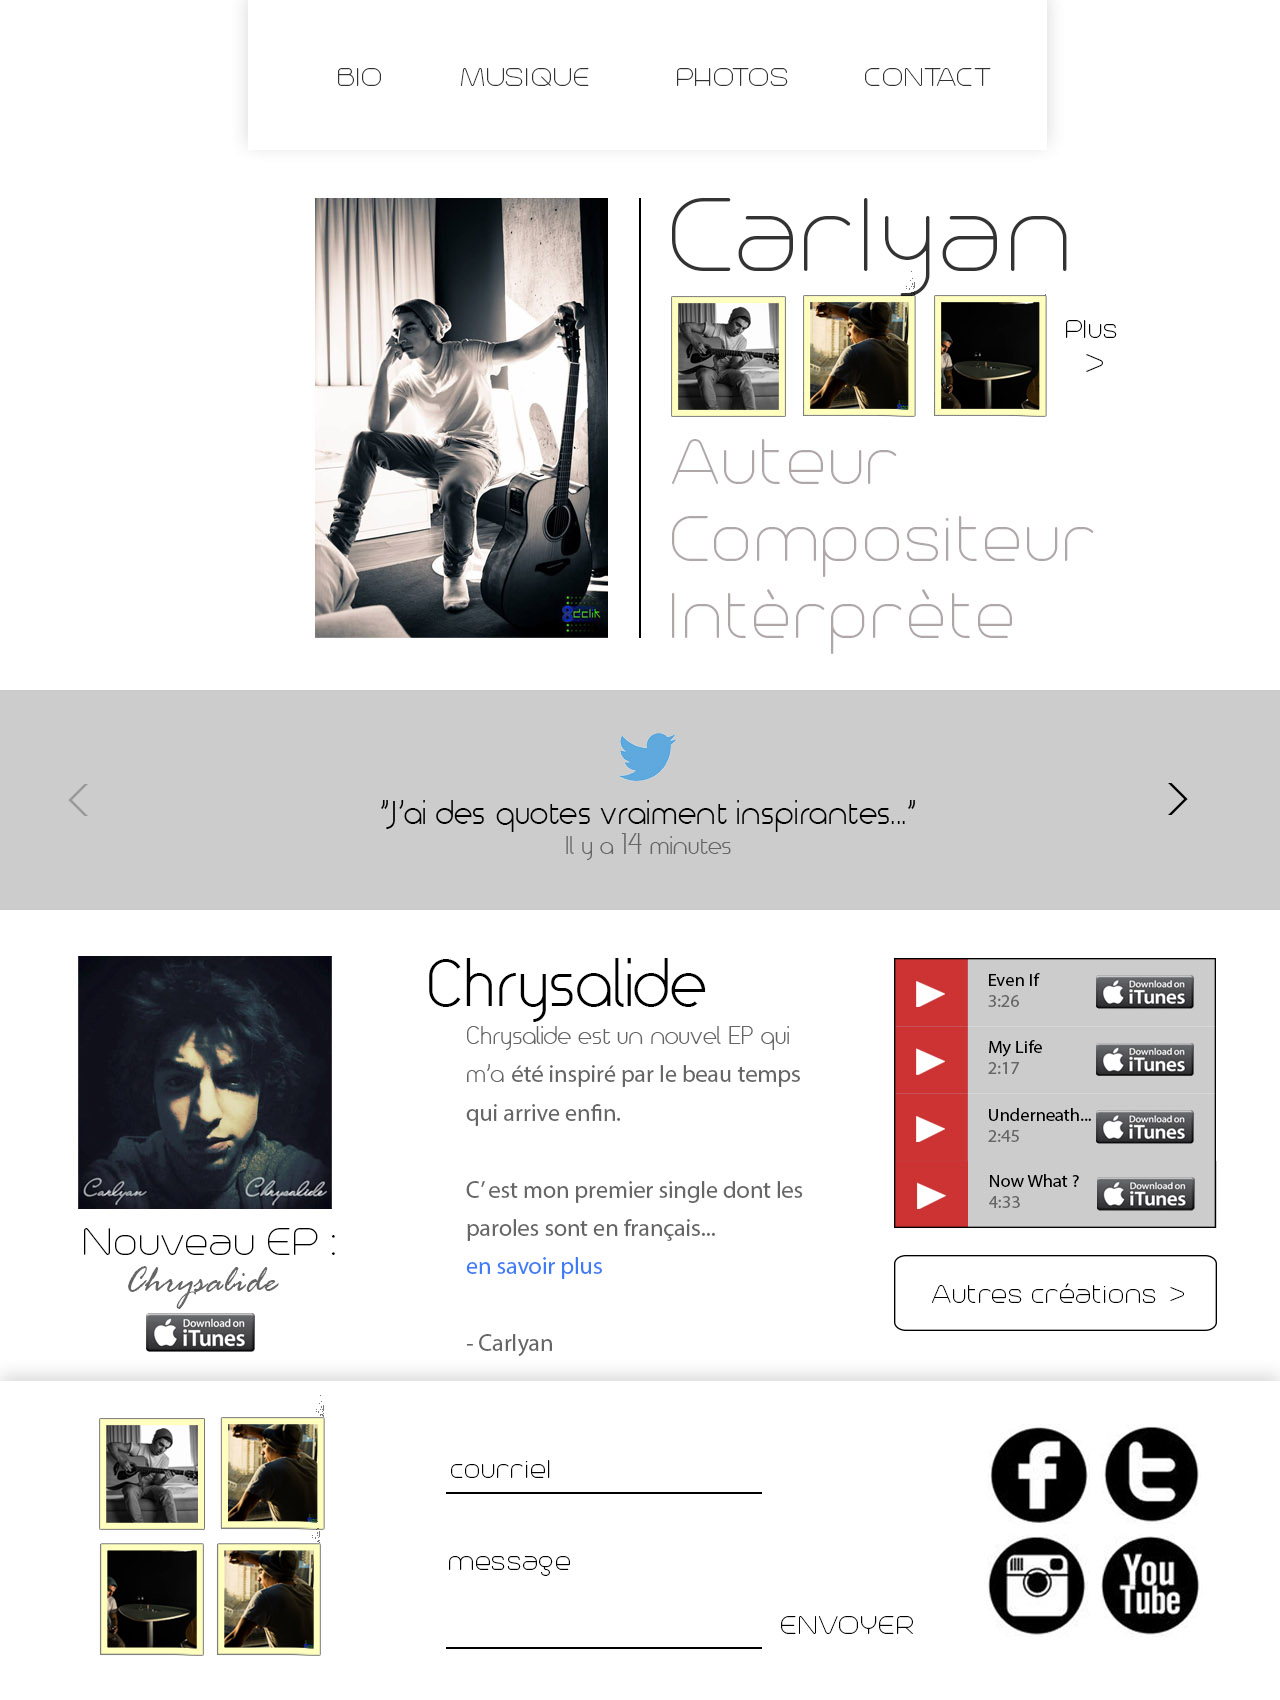 BIO MUSIQUE PHOTOS CONTACT
Carlyan
Plus
>
Auteur
Compositeur
Intèrprète
8dclik
"J'ai des quotes vraiment inspirantes..."
Il y a 14 minutes
Carlyan Chrysalide
Nouveau EP :
Chrysalide
Download on
iTunes
Chrysalide
Chrysalide est un nouvel EP qui
m'a été inspiré par le beau temps
qui arrive enfin.
C'est mon premier single dont les
paroles sont en français...
en savoir plus
- Carlyan
Even If
3:26
Download on
iTunes
My Life
2:17
Download on
iTunes
Underneath...
2:45
Download on
iTunes
Now What ?
4:33
Download on
iTunes
Autres créations >
courriel
message
ENVOYER
You
Tube